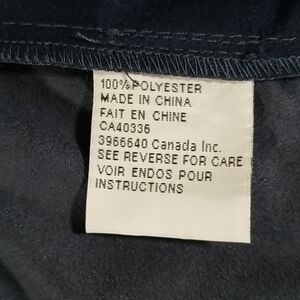 100% POLYESTER
MADE IN CHINA
FAIT EN CHINE
CA40336
3966640 Canada Inc.
SEE REVERSE FOR CARE
VOIR ENDOS POUR
INSTRUCTIONS